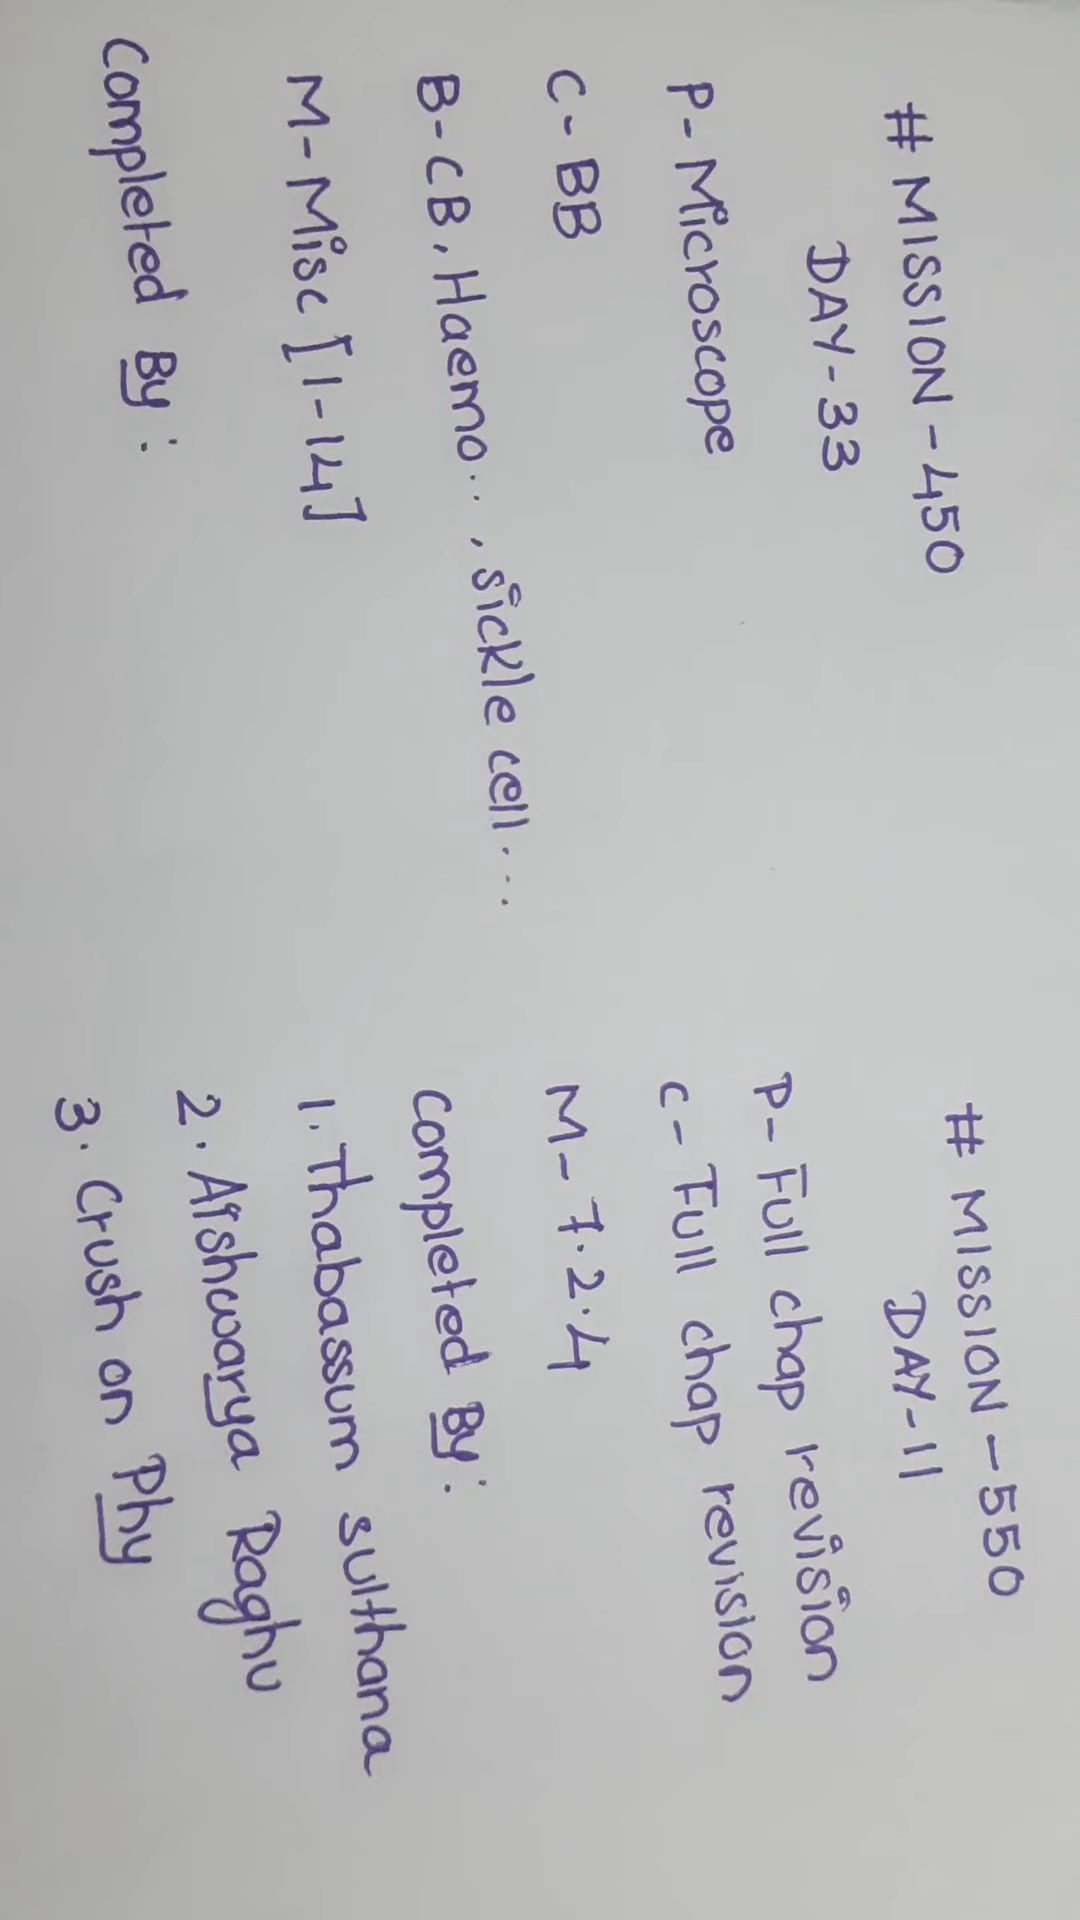 # MISSION - 450
DAY - 33
P - Microscope
C - BB
B - CB, Haemo.., sickle cell...
M - Misc [1-14]
Completed By:
# MISSION - 550
DAY - 11
P - Full chap revision
C - Full chap revision
M - 7.2.4
Completed By:
1. Thabassum sulthana
2. Aishwarya Raghu
3. Crush on Phy